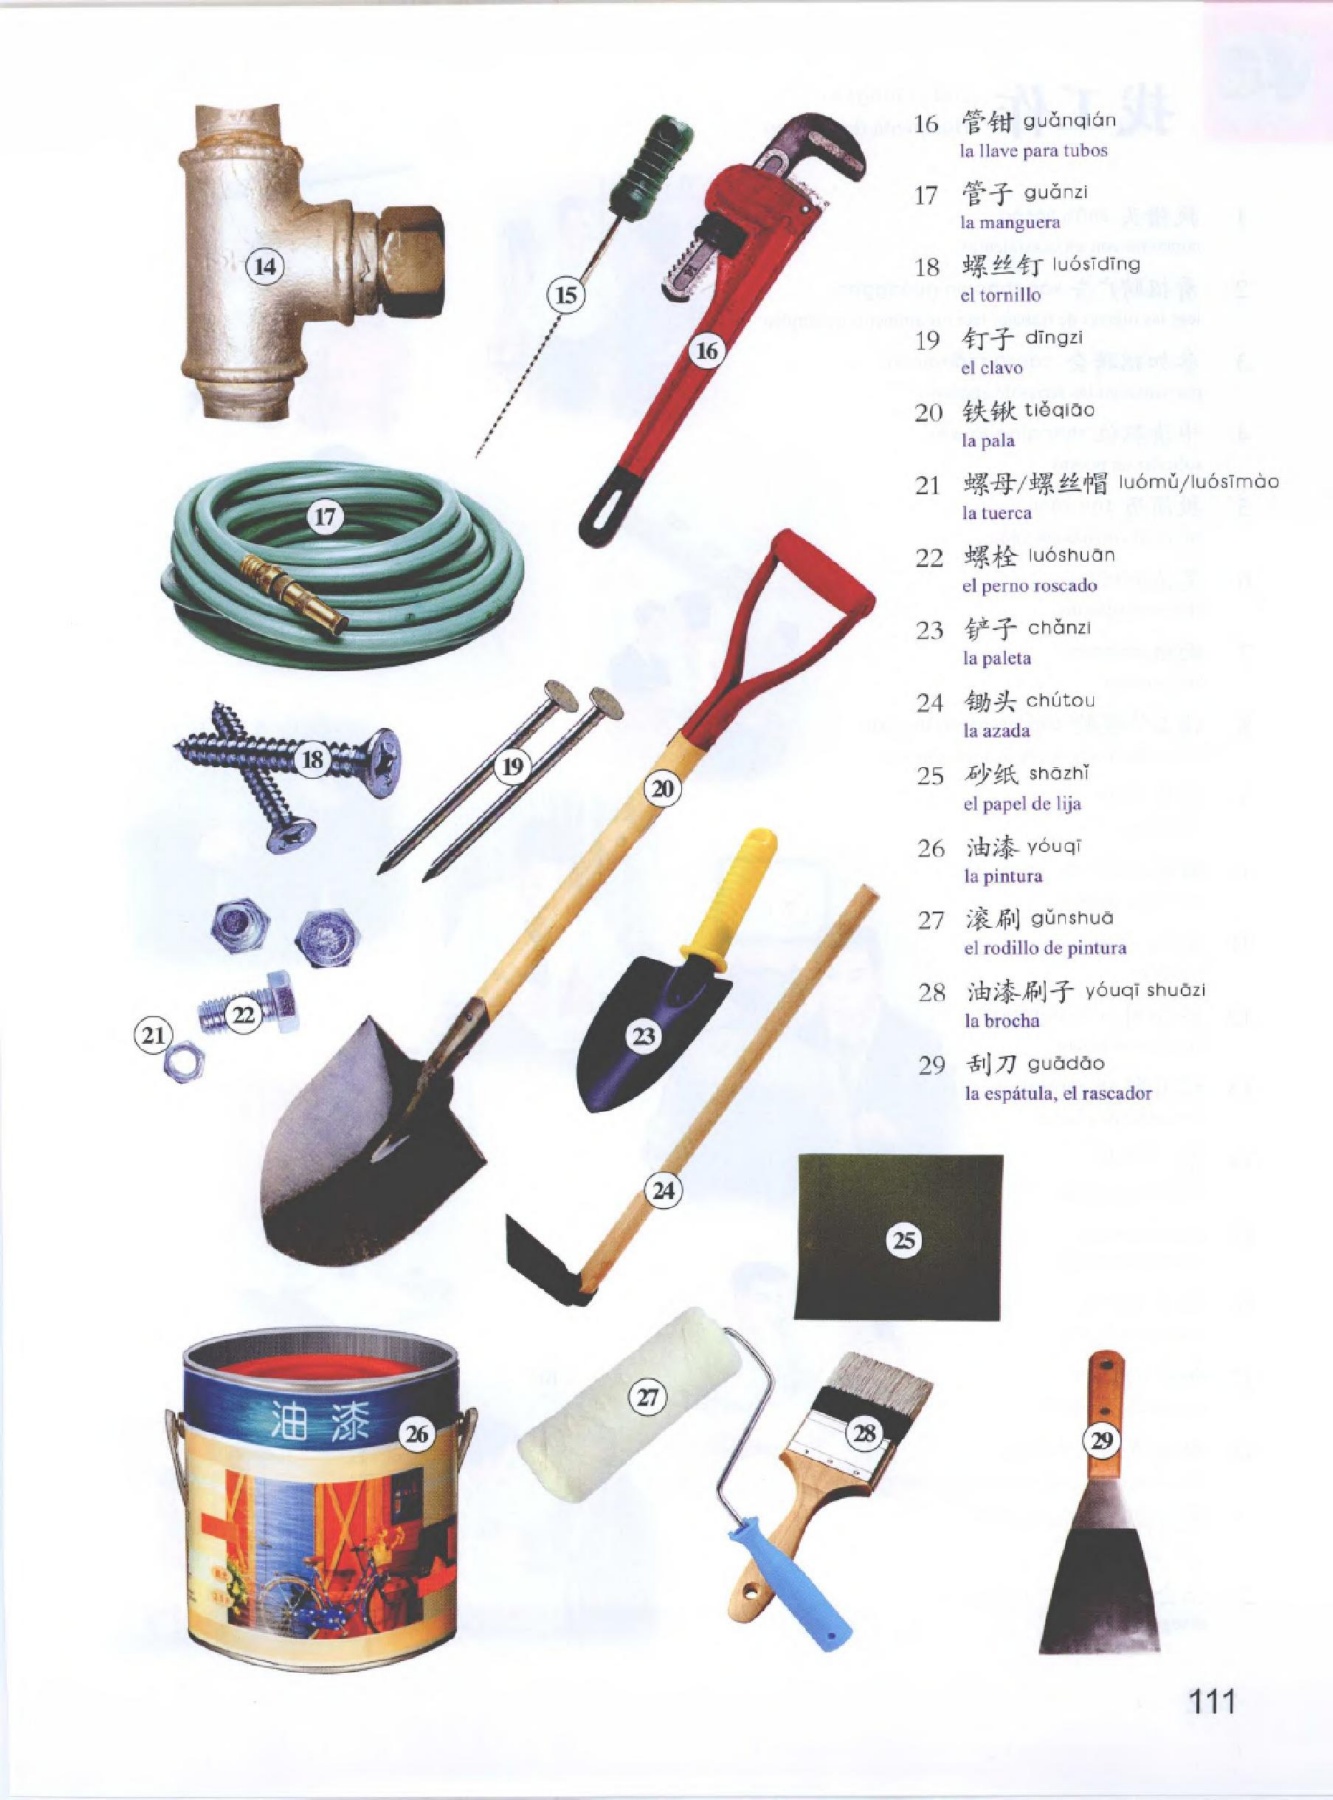 16 管钳 guǎnqián
la llave para tubos
17 管子 guǎnzi
la manguera
18 螺丝钉 luósīdīng
el tornillo
19 钉子 dīngzi
el clavo
20 铁锹 tiěqiāo
la pala
21 螺母/螺丝帽 luómǔ/luósīmào
la tuerca
22 螺栓 luóshuān
el perno roscado
23 铲子 chǎnzi
la paleta
24 锄头 chútou
la azada
25 砂纸 shāzhǐ
el papel de lija
26 油漆 yóuqī
la pintura
27 滚刷 gǔnshuā
el rodillo de pintura
28 油漆刷子 yóuqī shuāzi
la brocha
29 刮刀 guādāo
la espátula, el rascador
14
15
16
17
18
19
20
21
22
23
24
25
油漆
26
27
28
29
111